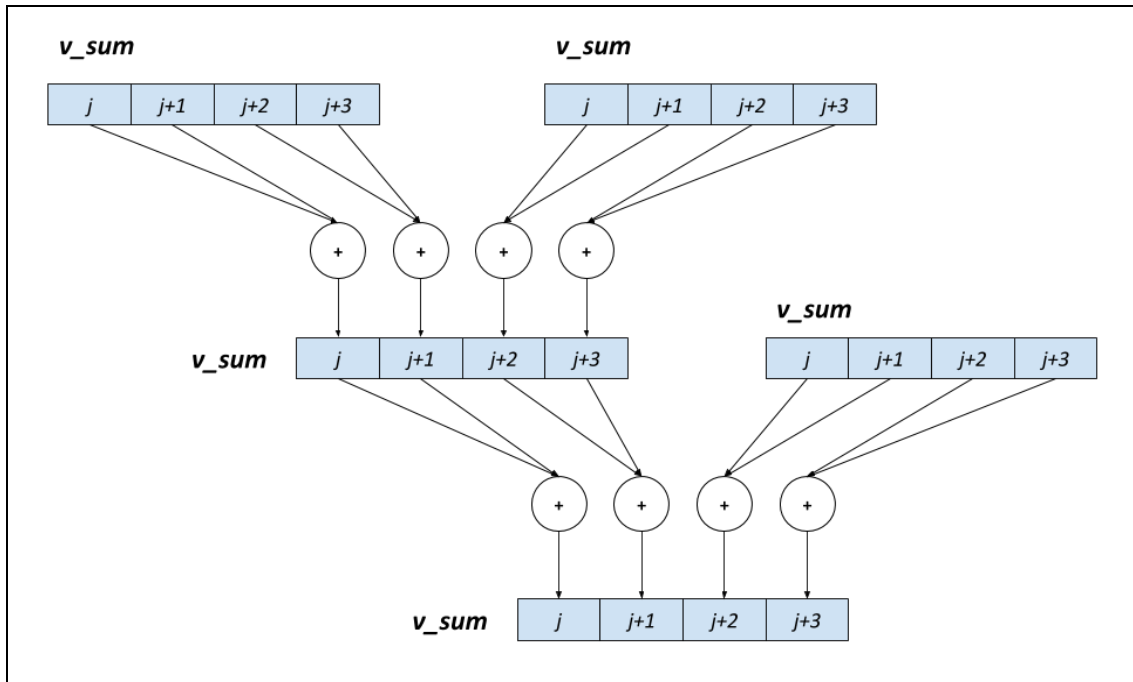 v_sum v_sum
j j+1 j+2 j+3 j j+1 j+2 j+3
+ + + +
v_sum
v_sum j j+1 j+2 j+3 j j+1 j+2 j+3
+ + + +
v_sum j j+1 j+2 j+3